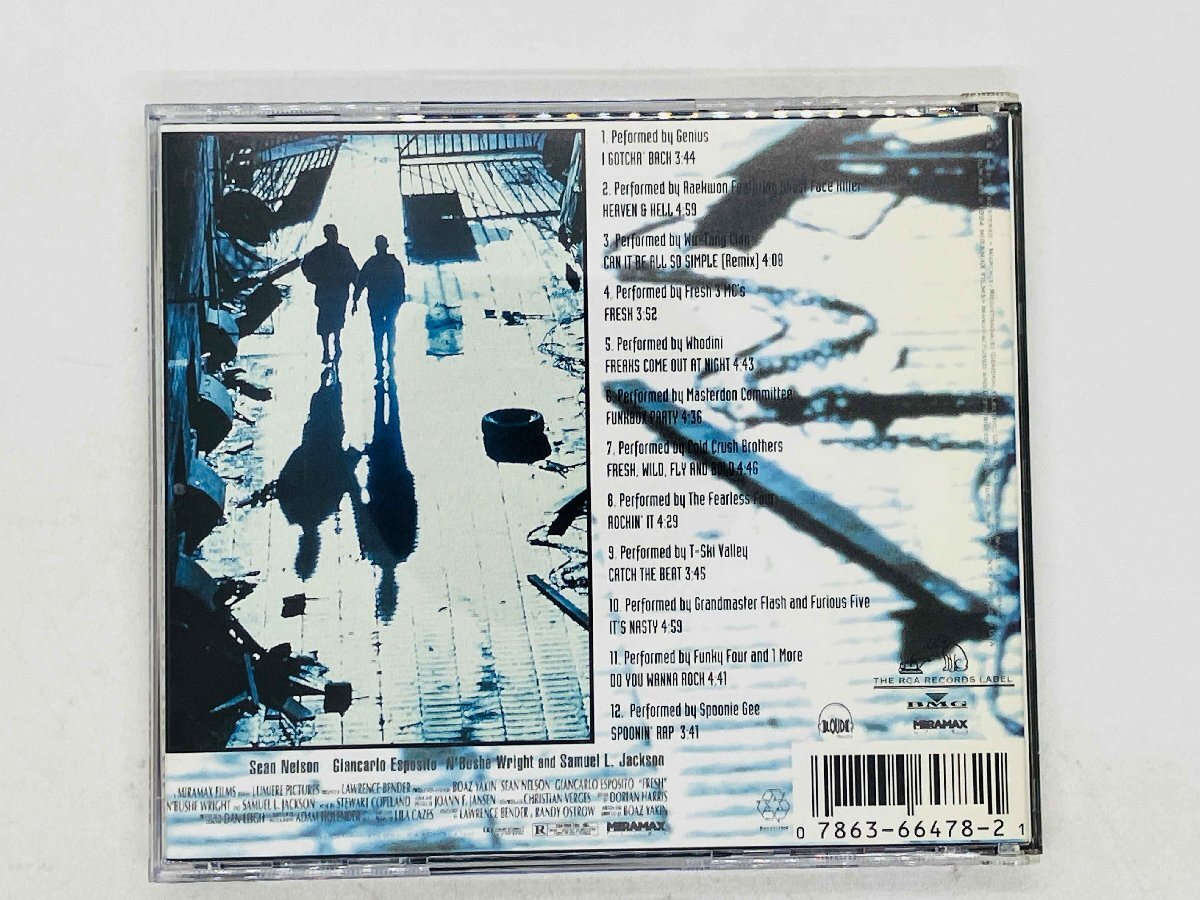 1. Peformed by Genius
I GOTCHA' BACK 3:44
2. Performed by Raekwon Featuring Ghost Face Killer
HEAVEN & HELL 4:59
3. Performed by Wu-Tang Clan
CAN IT BE ALL SO SIMPLE (Remix) 4:08
4. Performed by Fresh 3 MC's
FRESH 3:52
5. Performed by Whodini
FREAKS COME OUT AT NIGHT 4:43
6. Performed by Masterdon Committee
FUNKBOX PARTY 4:36
7. Performed by Cold Crush Brothers
FRESH, WILD, FLY AND BOLD 4:46
8. Performed by The Fearless Four
ROCKIN' IT 4:29
9. Performed by T-Ski Valley
CATCH THE BEAT 3:45
10. Performed by Grandmaster Flash and Furious Five
IT'S NASTY 4:59
11. Performed by Funky Four and 1 More
DO YOU WANNA ROCK 4:41
12. Performed by Spoonie Gee
SPOONIN' RAP 3:41
THE RCA RECORDS LABEL
BMG
LOUD
MIRAMAX
Sean Nelson Giancarlo Esposito N'Bushe Wright and Samuel L. Jackson
MIRAMAX FILMS LUMIERE PICTURES LAWRENCE BENDER BOAZ YAKIN SEAN NELSON GIANCARLO ESPOSITO "FRESH"
N'BUSHE WRIGHT AND SAMUEL L. JACKSON STEWART COPELAND JOANN F. JANSEN CHRISTIAN VERGES DORIAN HARRIS
DAN LEIGH ADAM HOLENDER LILA CAZES LAWRENCE BENDER, RANDY OSTROW BOAZ YAKIN
R
MIRAMAX
0 7863-66478-2 1